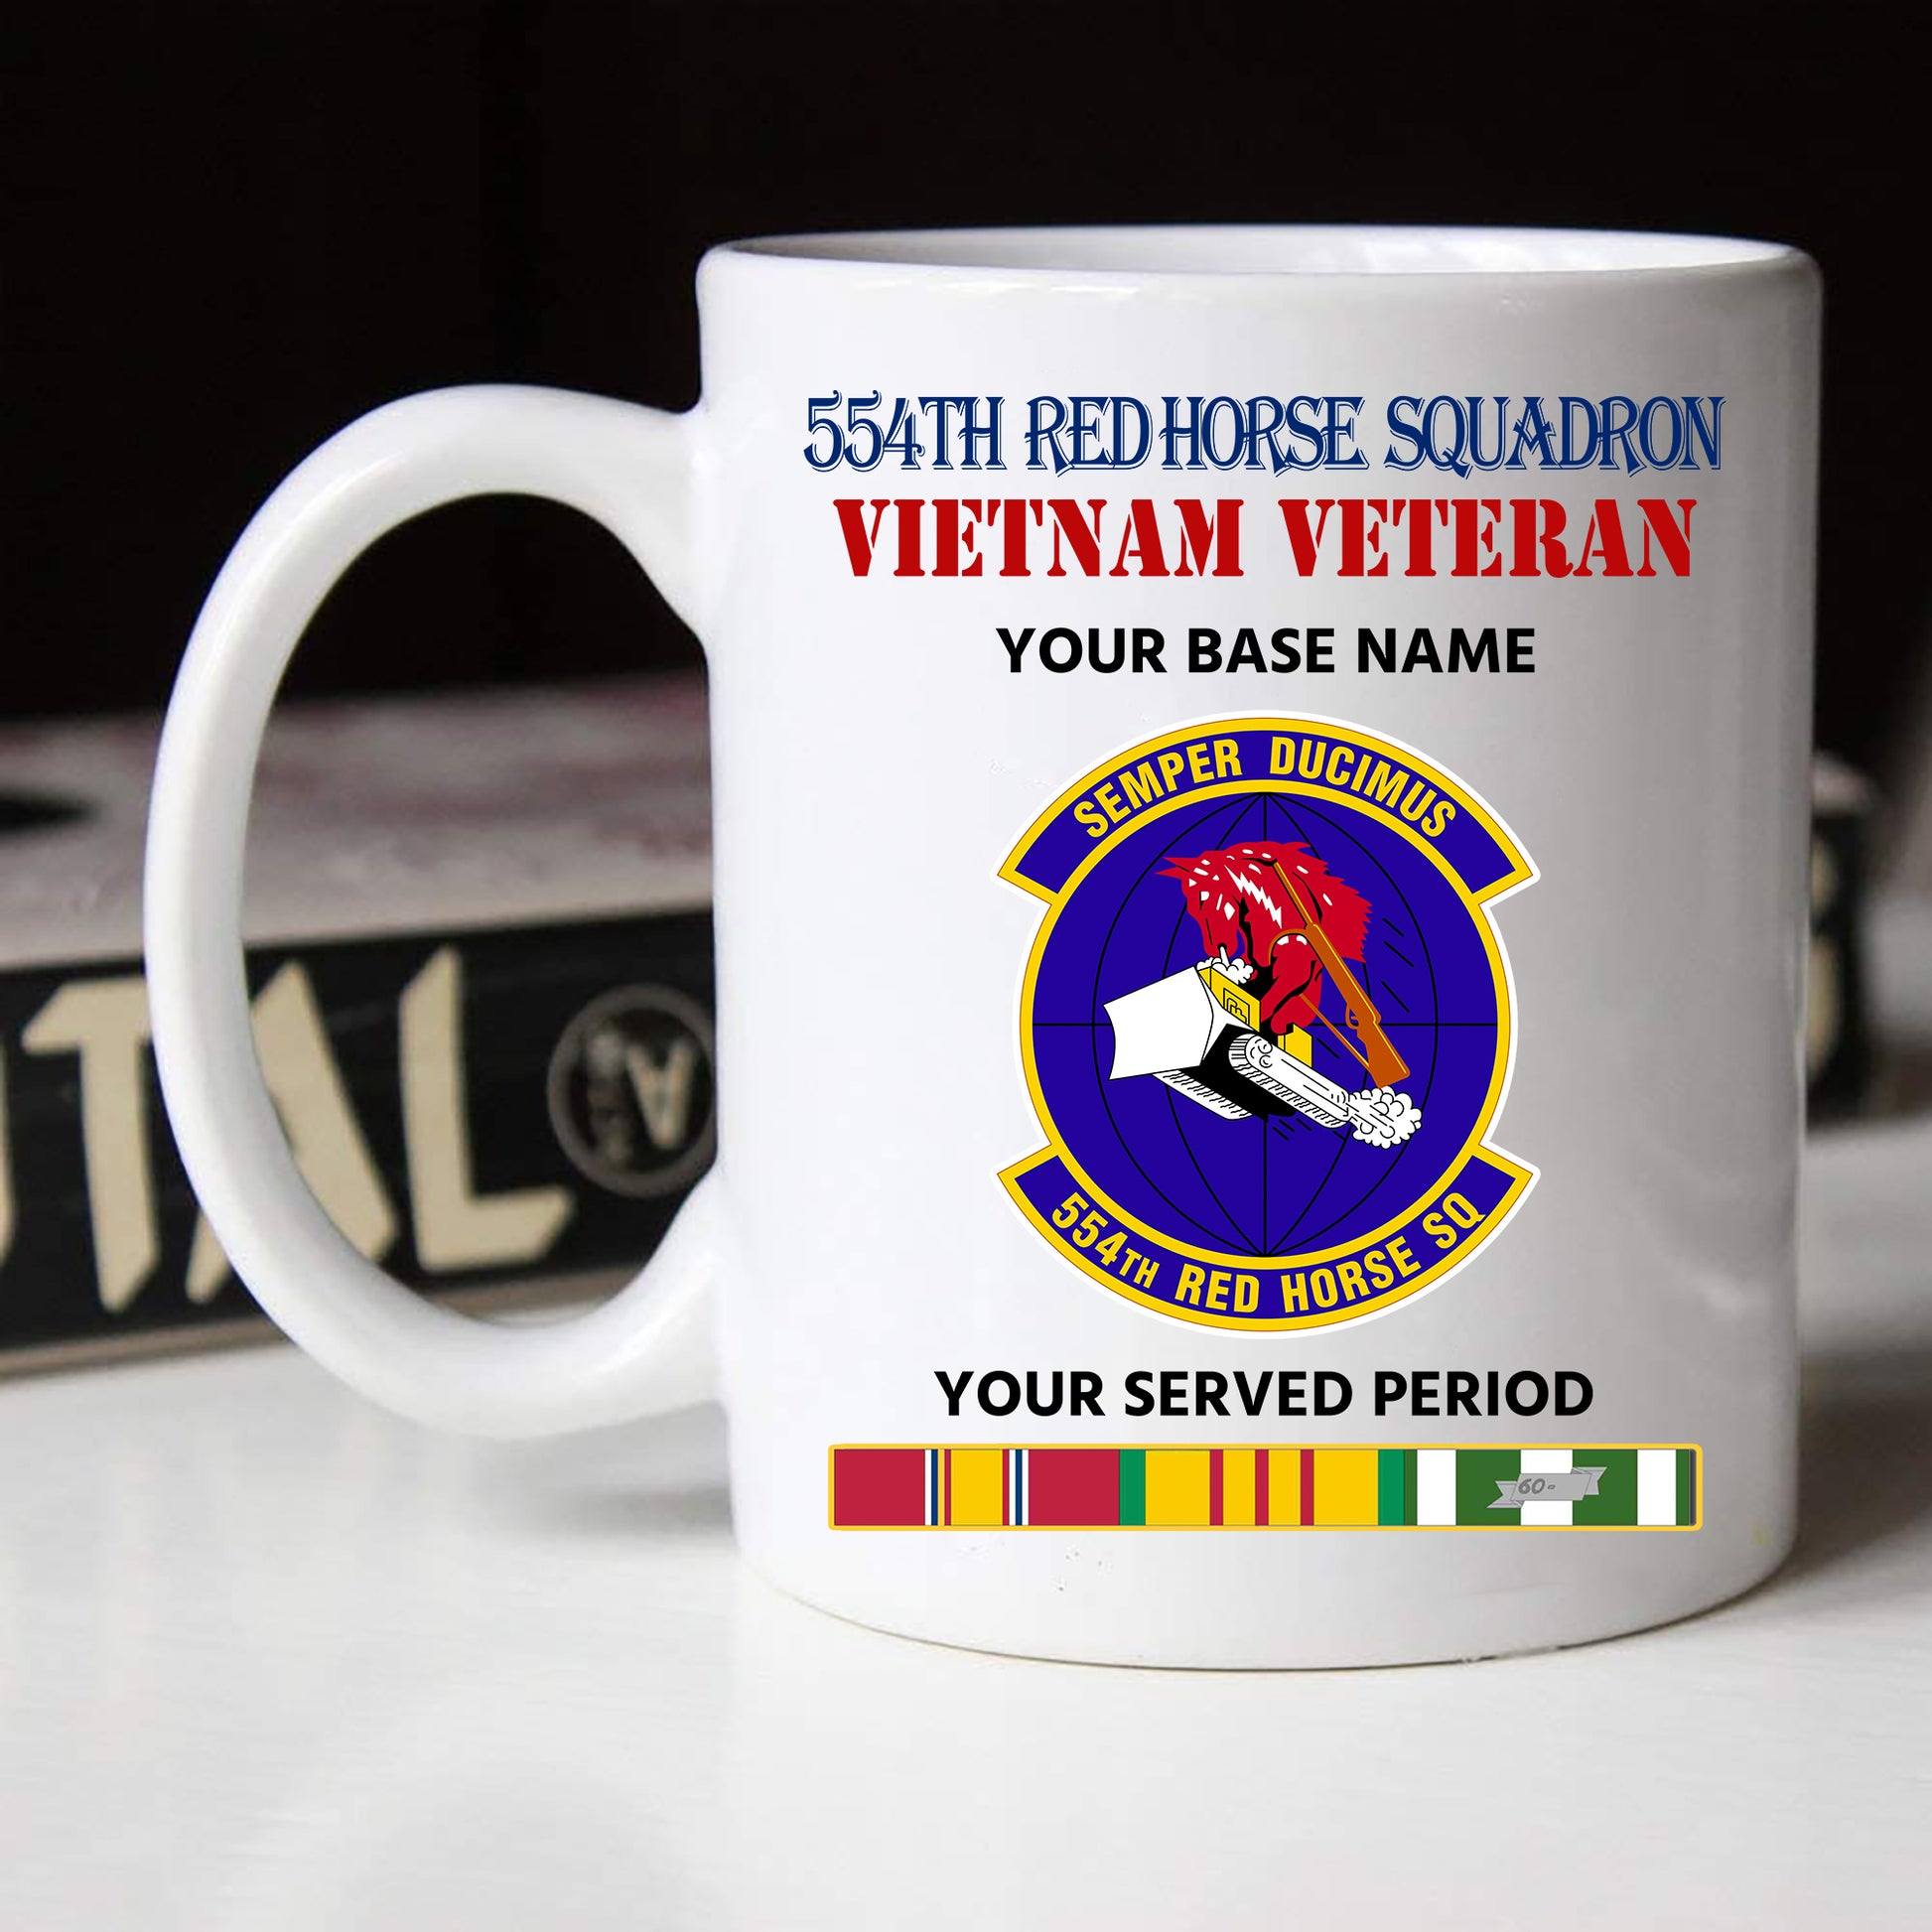 554TH RED HORSE SQUADRON
VIETNAM VETERAN
YOUR BASE NAME
SEMPER DUCIMUS
554TH RED HORSE SQ
YOUR SERVED PERIOD
60-
TAL